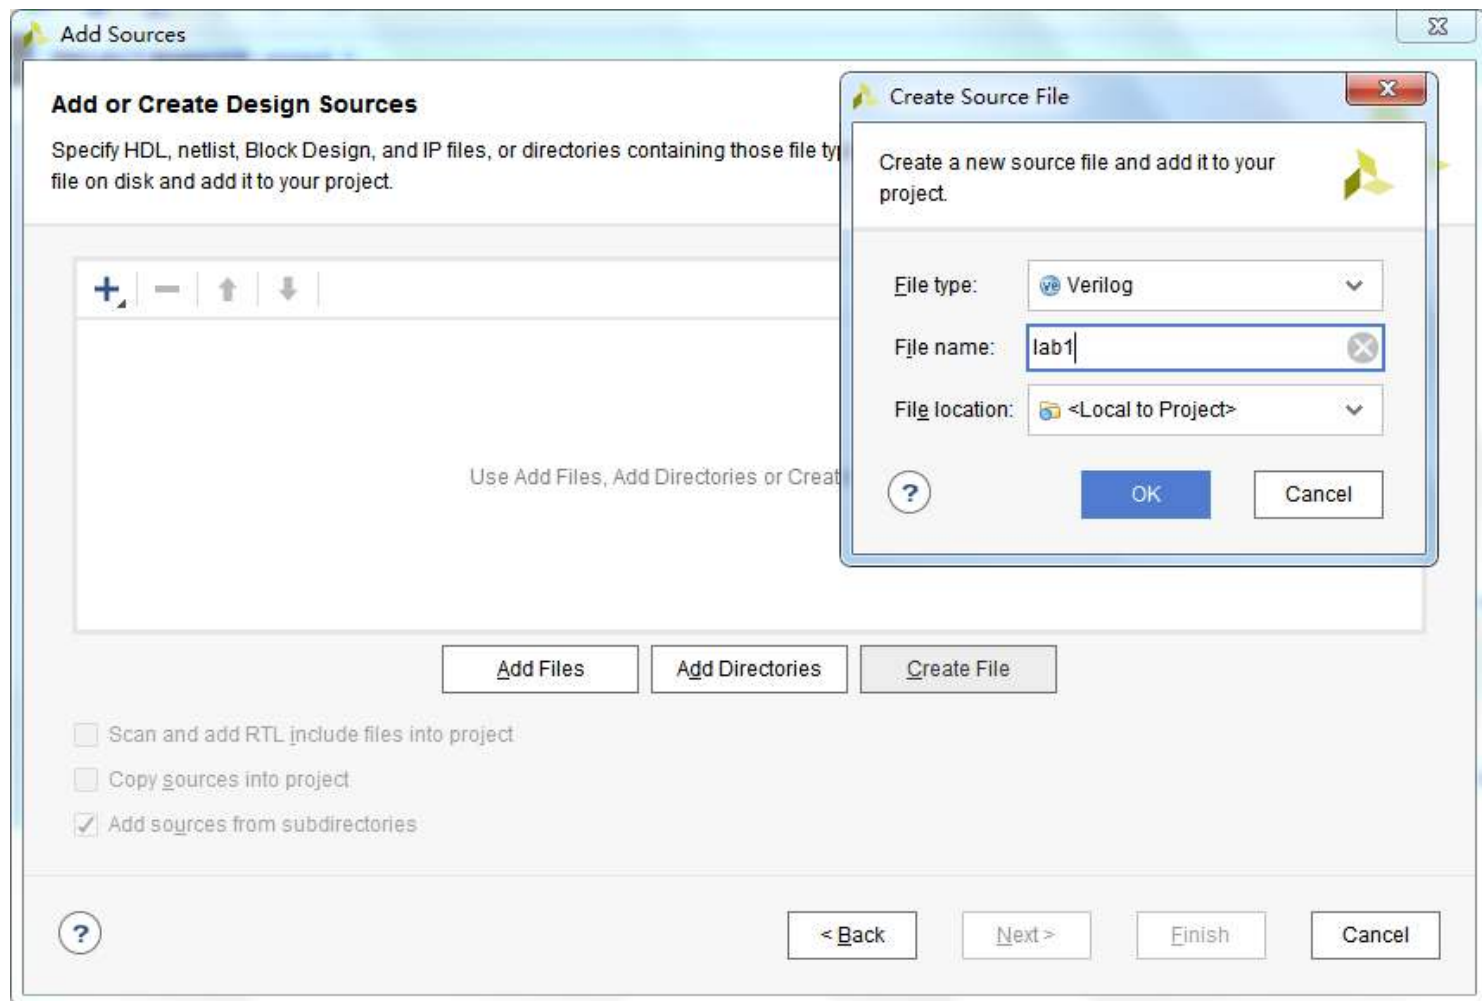 Add Sources
Add or Create Design Sources
Specify HDL, netlist, Block Design, and IP files, or directories containing those file
file on disk and add it to your project.
Use Add Files, Add Directories or
Add Files
Add Directories
Create File
Scan and add RTL include files into project
Copy sources into project
Add sources from subdirectories
?
< Back
Next >
Finish
Cancel
Create Source File
Create a new source file and add it to your
project.
File type:
Verilog
File name:
lab1
File location:
<Local to Project>
?
OK
Cancel